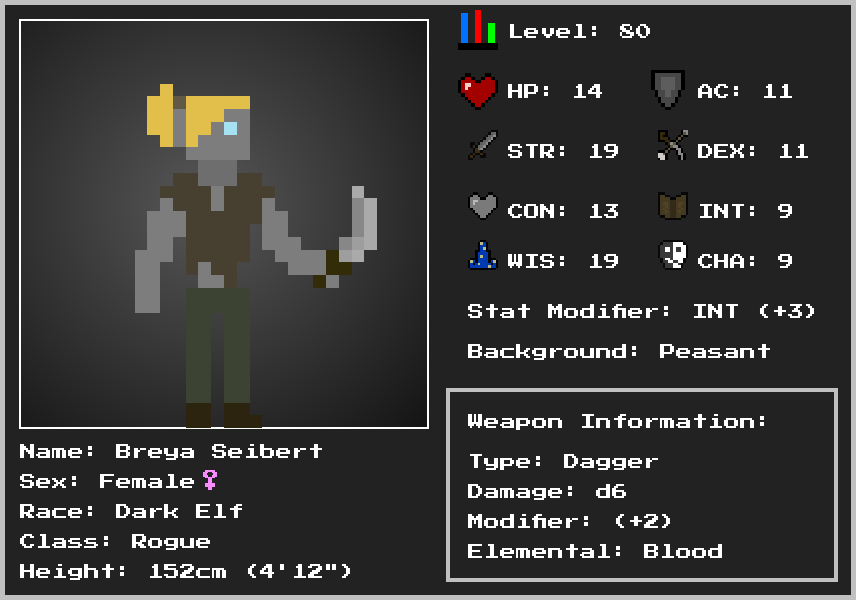 Level: 80
HP: 14
AC: 11
STR: 19
DEX: 11
CON: 13
INT: 9
WIS: 19
CHA: 9
Stat Modifier: INT (+3)
Background: Peasant
Weapon Information:
Type: Dagger
Damage: d6
Modifier: (+2)
Elemental: Blood
Name: Breya Seibert
Sex: Female♀
Race: Dark Elf
Class: Rogue
Height: 152cm (4'12")